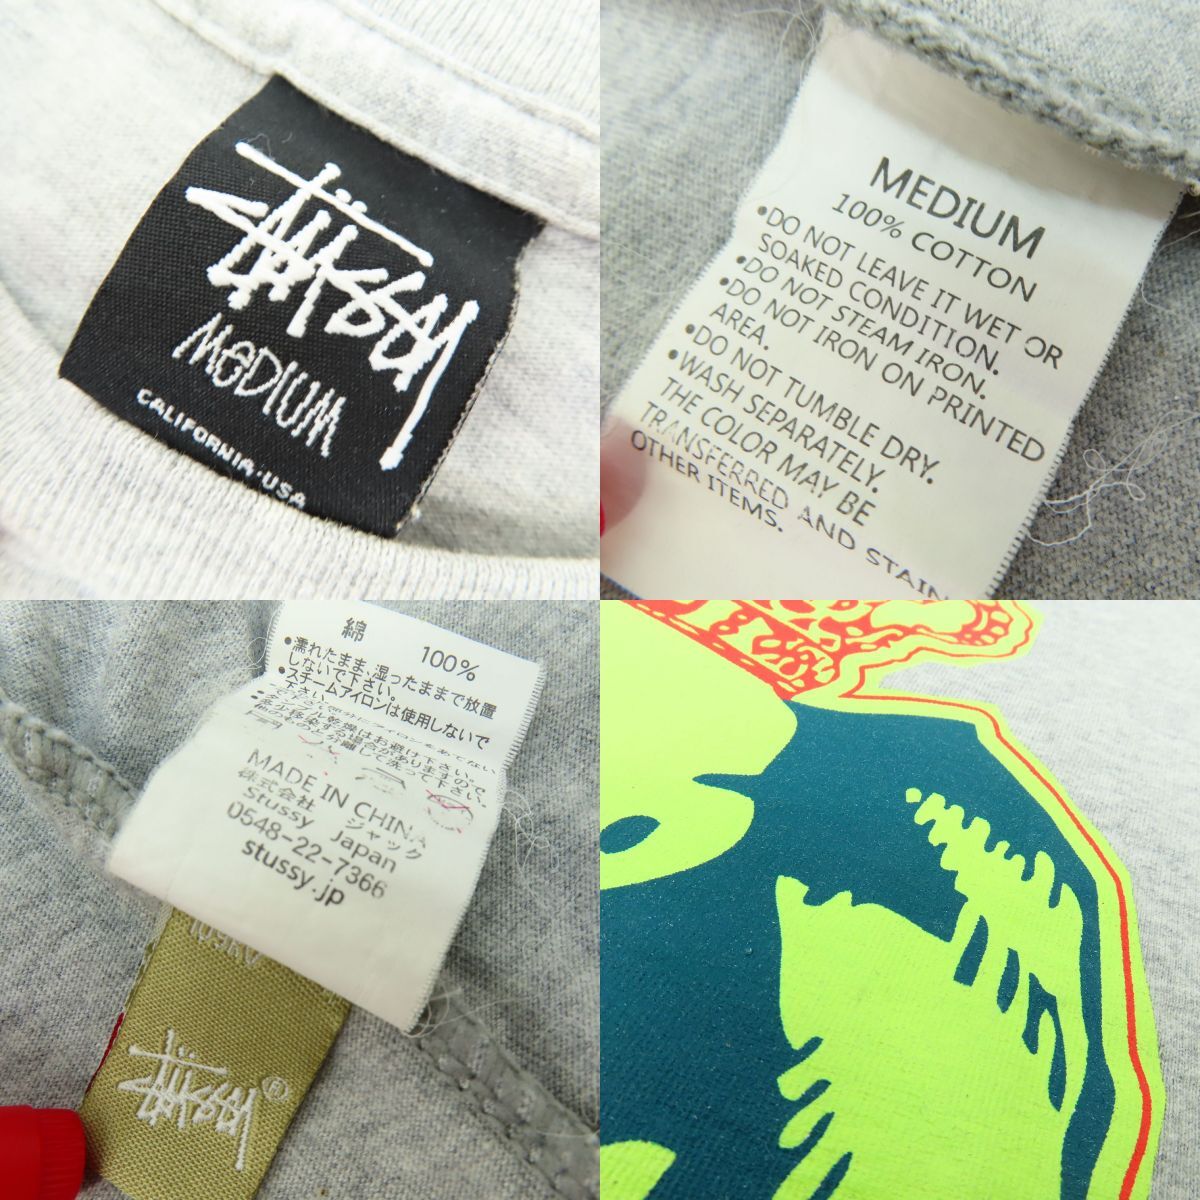 STÜSSY
MEDIUM
CALIFORNIA・USA
MEDIUM
100% COTTON
•DO NOT LEAVE IT WET OR
SOAKED CONDITION.
•DO NOT STEAM IRON.
•DO NOT IRON ON PRINTED
AREA.
•DO NOT TUMBLE DRY.
•WASH SEPARATELY.
THE COLOR MAY BE
TRANSFERRED AND STAIN
OTHER ITEMS.
綿 100%
•濡れたまま、湿ったままで放置
しないで下さい。
•スチームアイロンは使用しないで
下さい。
MADE IN CHINA
株式会社 ジャック
Stussy Japan
0548-22-7366
stussy.jp
STÜSSY®